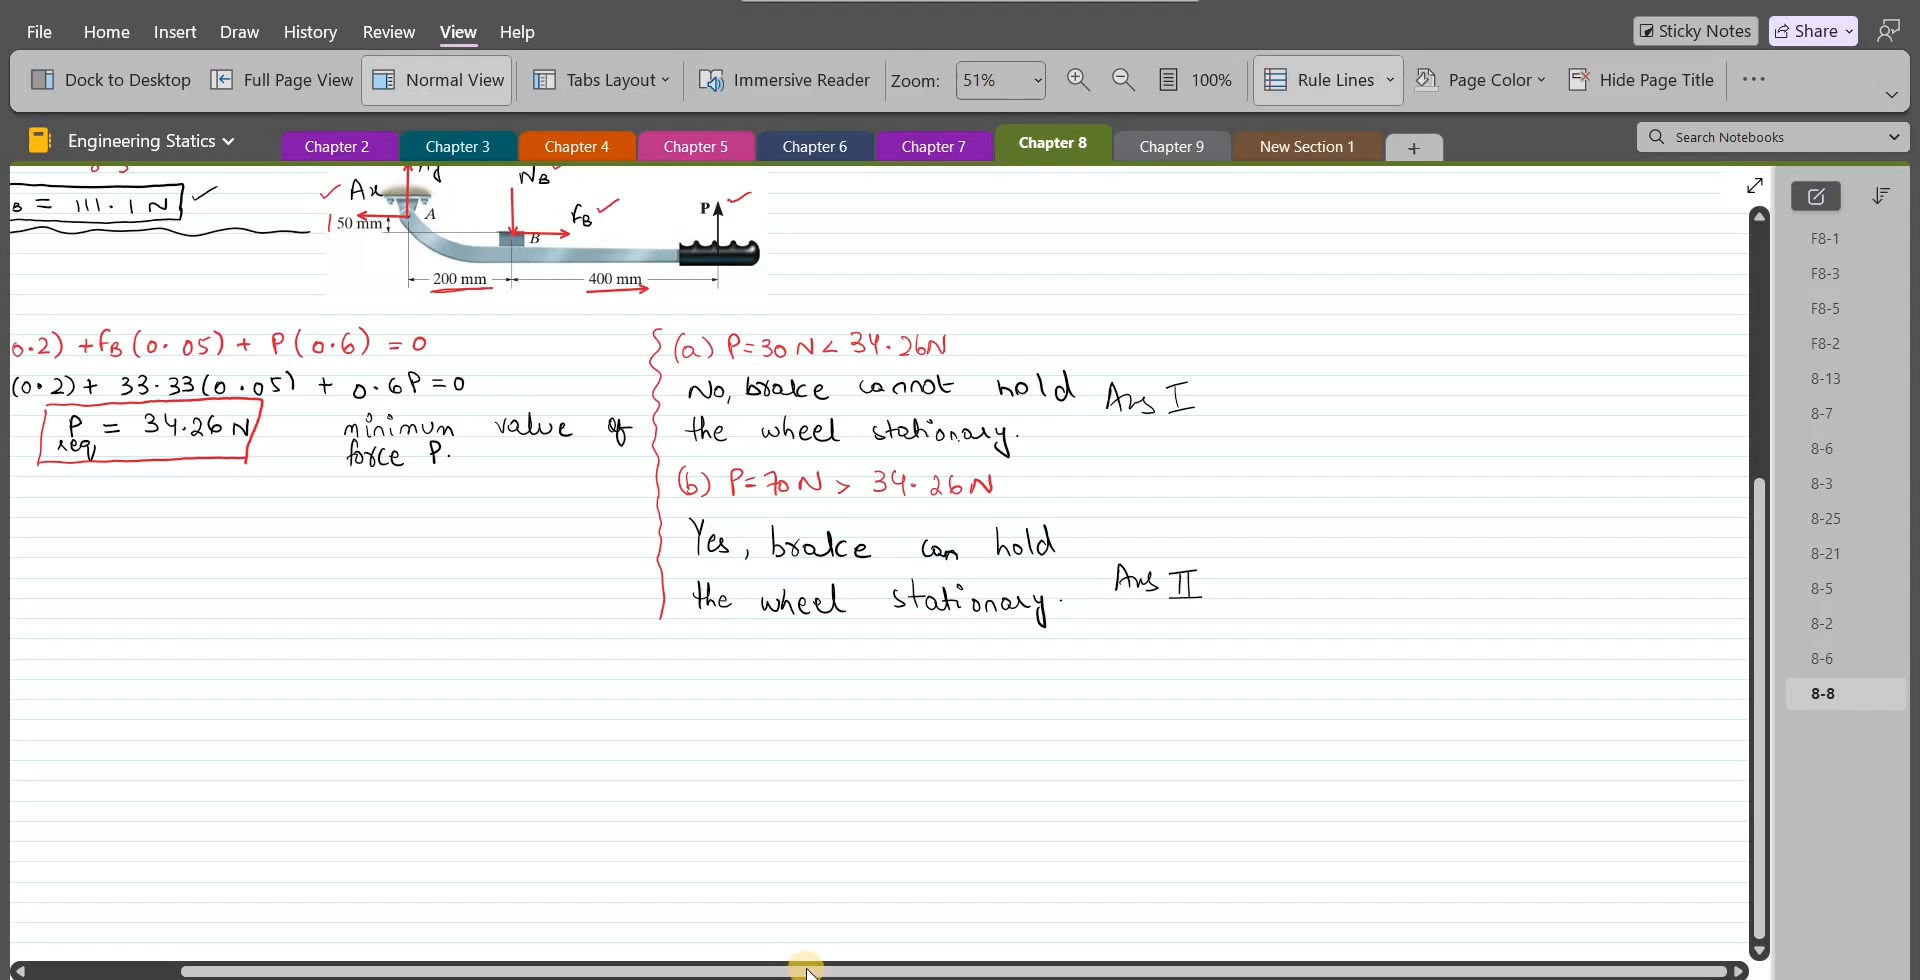 File Home Insert Draw History Review View Help
Sticky Notes Share
Dock to Desktop Full Page View Normal View Tabs Layout Immersive Reader Zoom: 51% 100% Rule Lines Page Color Hide Page Title
Engineering Statics Chapter 2 Chapter 3 Chapter 4 Chapter 5 Chapter 6 Chapter 7 Chapter 8 Chapter 9 New Section 1 + Search Notebooks
B = 111.1 N
Ax
NB
fB
P
50 mm
A
B
200 mm
400 mm
0.2) + fB (0.05) + P (0.6) = 0
(0.2) + 33.33 (0.05) + 0.6P = 0
P req = 34.26 N
minimum value of
force P.
(a) P = 30 N < 34.26 N
No, brake cannot hold
the wheel stationary.
Ans I
(b) P = 70 N > 34.26 N
Yes, brake can hold
the wheel stationary.
Ans II
F8-1
F8-3
F8-5
F8-2
8-13
8-7
8-6
8-3
8-25
8-21
8-5
8-2
8-6
8-8